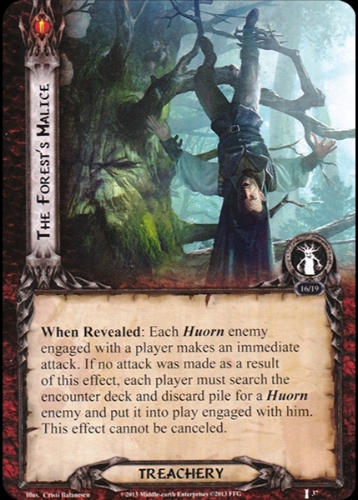 THE FOREST'S MALICE
16/19
When Revealed: Each Huorn enemy
engaged with a player makes an immediate
attack. If no attack was made as a result
of this effect, each player must search the
encounter deck and discard pile for a Huorn
enemy and put it into play engaged with him.
This effect cannot be canceled.
TREACHERY
Illus. Cristi Balanescu
©2013 Middle-earth Enterprises ©2013 FFG